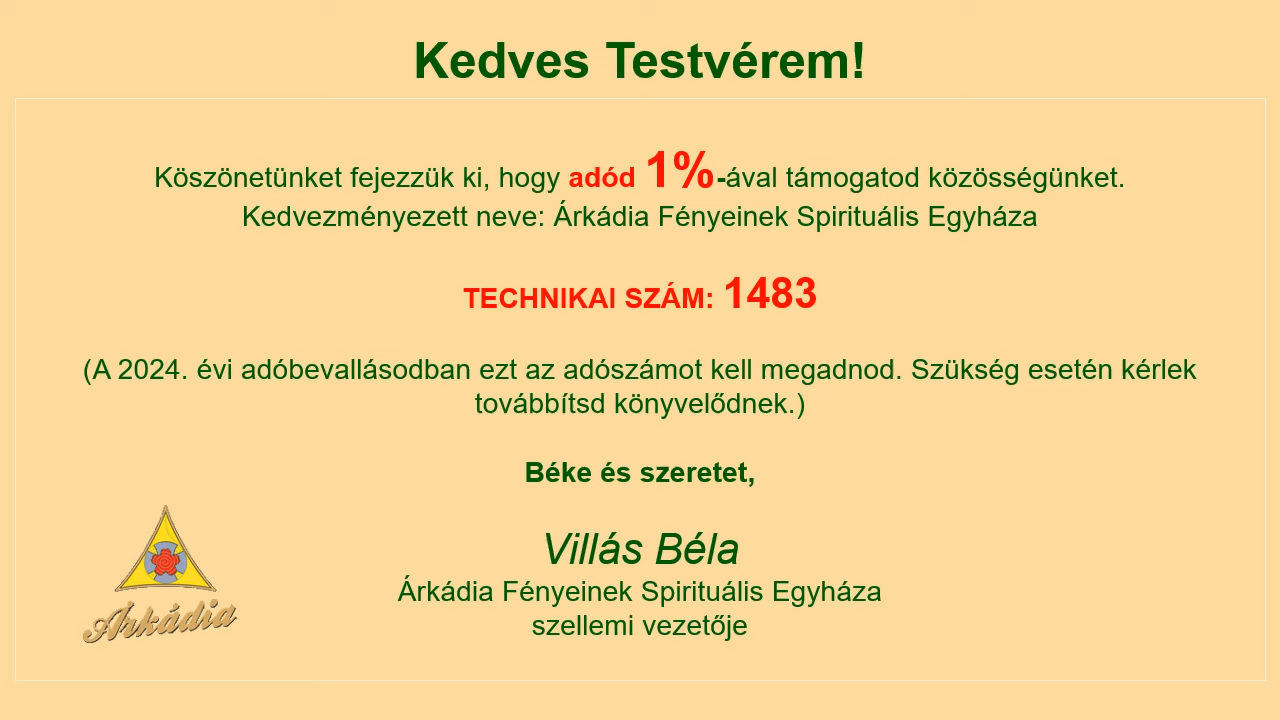 Kedves Testvérem!
Köszönetünket fejezzük ki, hogy adód 1%-ával támogatod közösségünket.
Kedvezményezett neve: Árkádia Fényeinek Spirituális Egyháza
TECHNIKAI SZÁM: 1483
(A 2024. évi adóbevallásodban ezt az adószámot kell megadnod. Szükség esetén kérlek
továbbítsd könyvelődnek.)
Béke és szeretet,
Villás Béla
Árkádia Fényeinek Spirituális Egyháza
szellemi vezetője
Árkádia